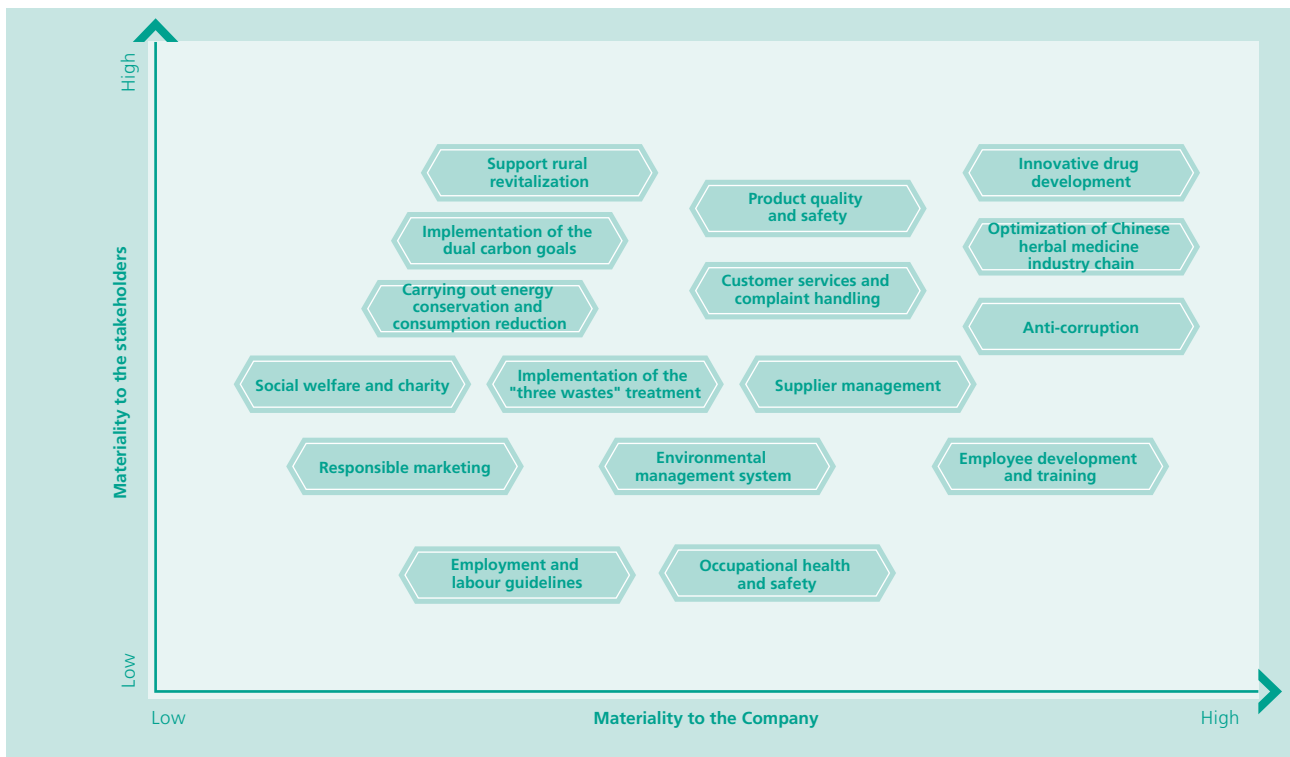 High
Materiality to the stakeholders
Low
Support rural
revitalization
Innovative drug
development
Product quality
and safety
Implementation of the
dual carbon goals
Optimization of Chinese
herbal medicine
industry chain
Customer services and
complaint handling
Carrying out energy
conservation and
consumption reduction
Anti-corruption
Social welfare and charity
Implementation of the
"three wastes" treatment
Supplier management
Responsible marketing
Environmental
management system
Employee development
and training
Employment and
labour guidelines
Occupational health
and safety
Low
Materiality to the Company
High